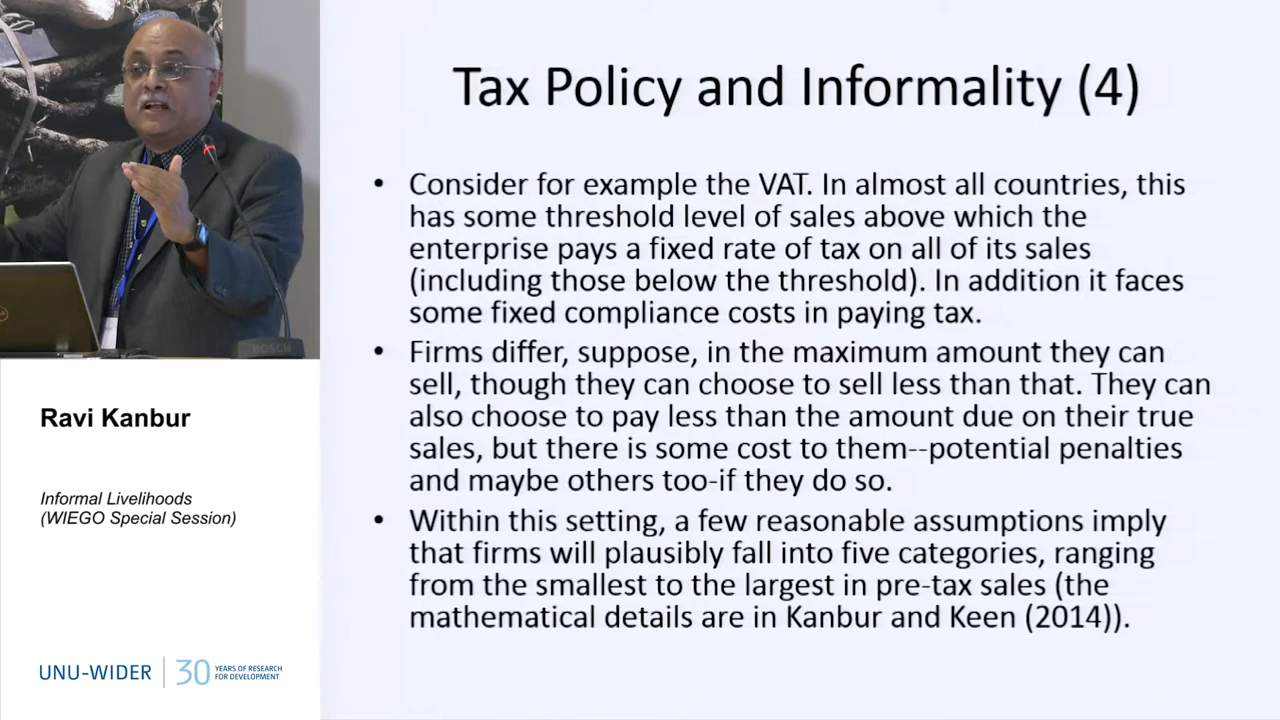 Tax Policy and Informality (4)
• Consider for example the VAT. In almost all countries, this
has some threshold level of sales above which the
enterprise pays a fixed rate of tax on all of its sales
(including those below the threshold). In addition it faces
some fixed compliance costs in paying tax.
• Firms differ, suppose, in the maximum amount they can
sell, though they can choose to sell less than that. They can
also choose to pay less than the amount due on their true
sales, but there is some cost to them--potential penalties
and maybe others too-if they do so.
• Within this setting, a few reasonable assumptions imply
that firms will plausibly fall into five categories, ranging
from the smallest to the largest in pre-tax sales (the
mathematical details are in Kanbur and Keen (2014)).
BOSCH
Ravi Kanbur
Informal Livelihoods
(WIEGO Special Session)
UNU-WIDER
30 YEARS OF RESEARCH
FOR DEVELOPMENT